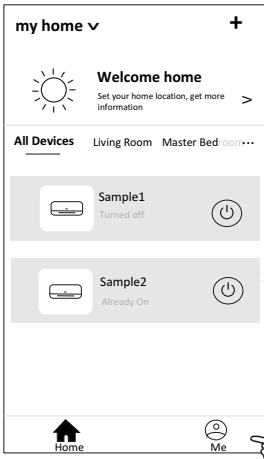 my home
Welcome home
Set your home location, get more
information
All Devices Living Room Master Bedroom...
Sample1
Turned off
Sample2
Already On
Home Me